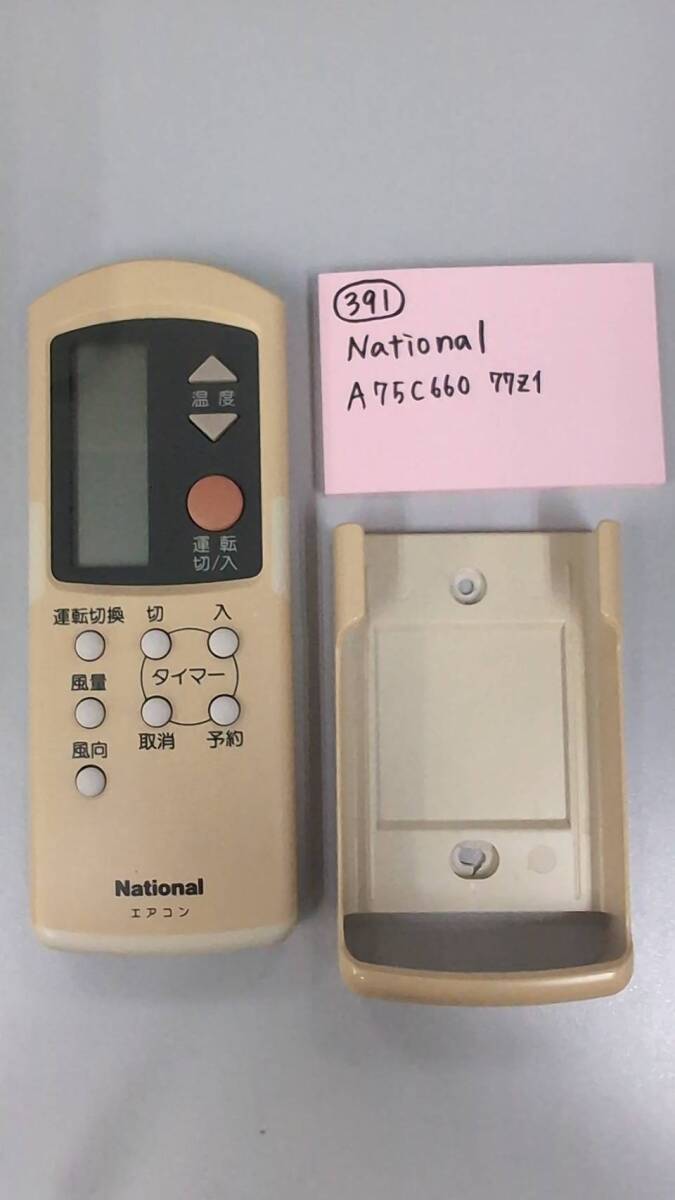 391
National
A75C660 77Z1
温度
運転
切/入
運転切換 切 入
風量 タイマー
風向 取消 予約
National
エアコン